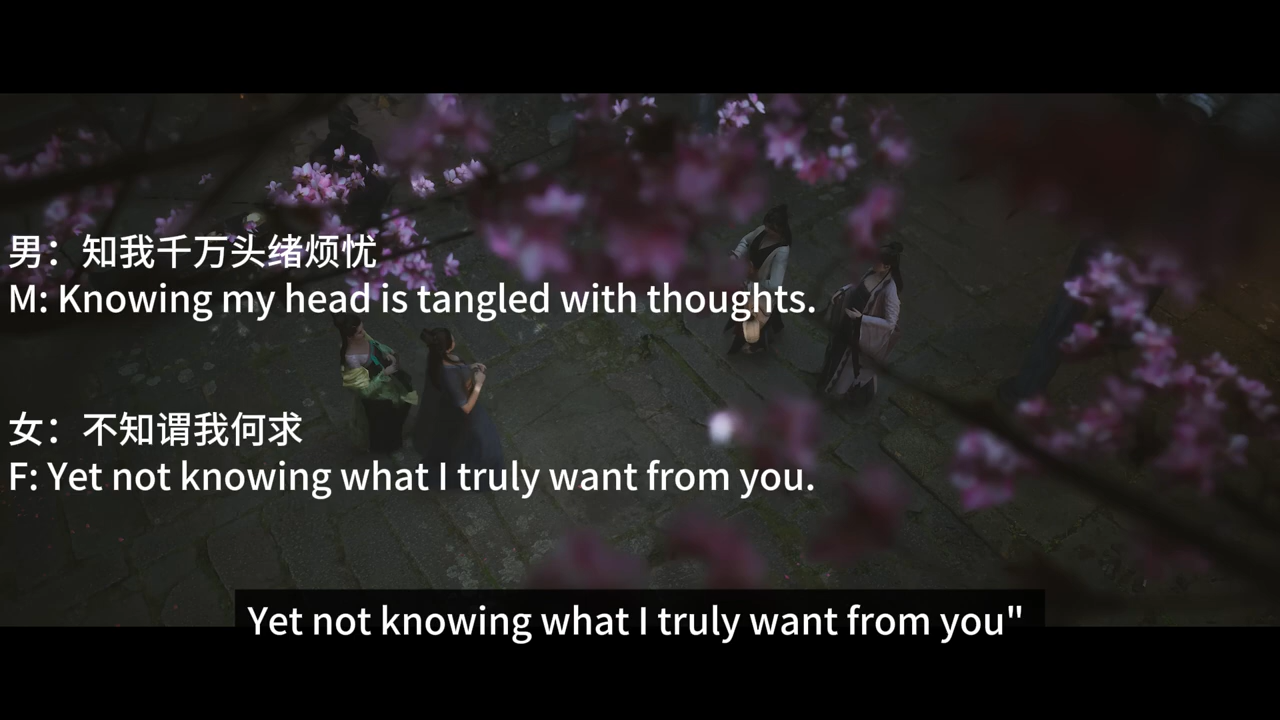 男：知我千万头绪烦忧
M: Knowing my head is tangled with thoughts.
女：不知谓我何求
F: Yet not knowing what I truly want from you.
Yet not knowing what I truly want from you"